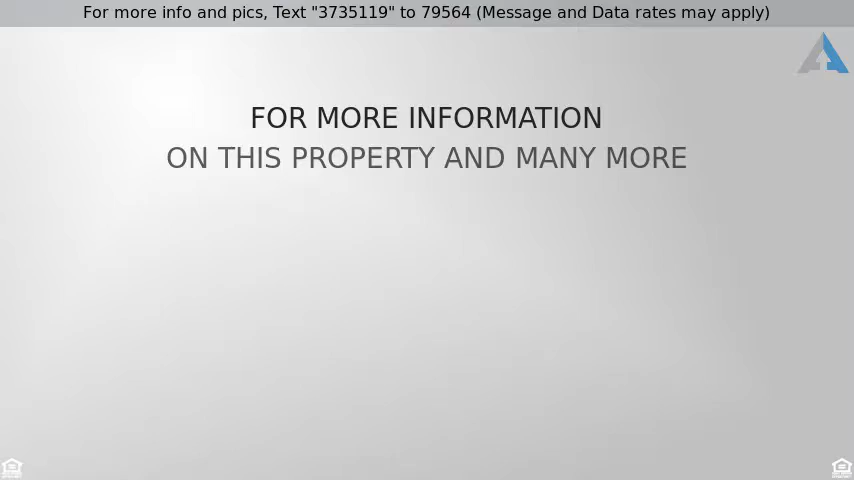 For more info and pics, Text "3735119" to 79564 (Message and Data rates may apply)
FOR MORE INFORMATION
ON THIS PROPERTY AND MANY MORE